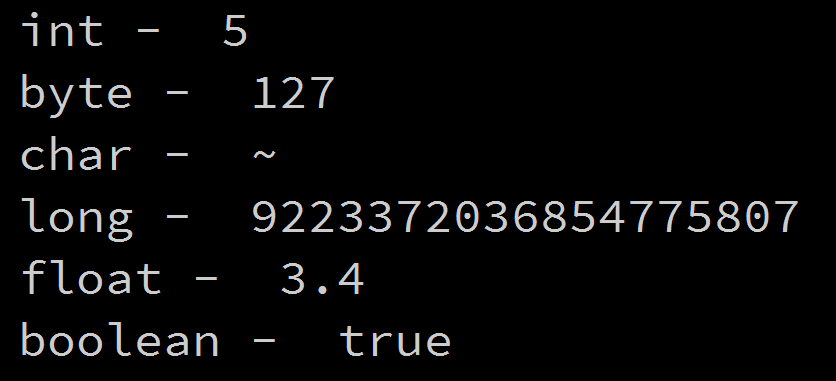 int -  5
byte -  127
char -  ~
long -  9223372036854775807
float -  3.4
boolean -  true